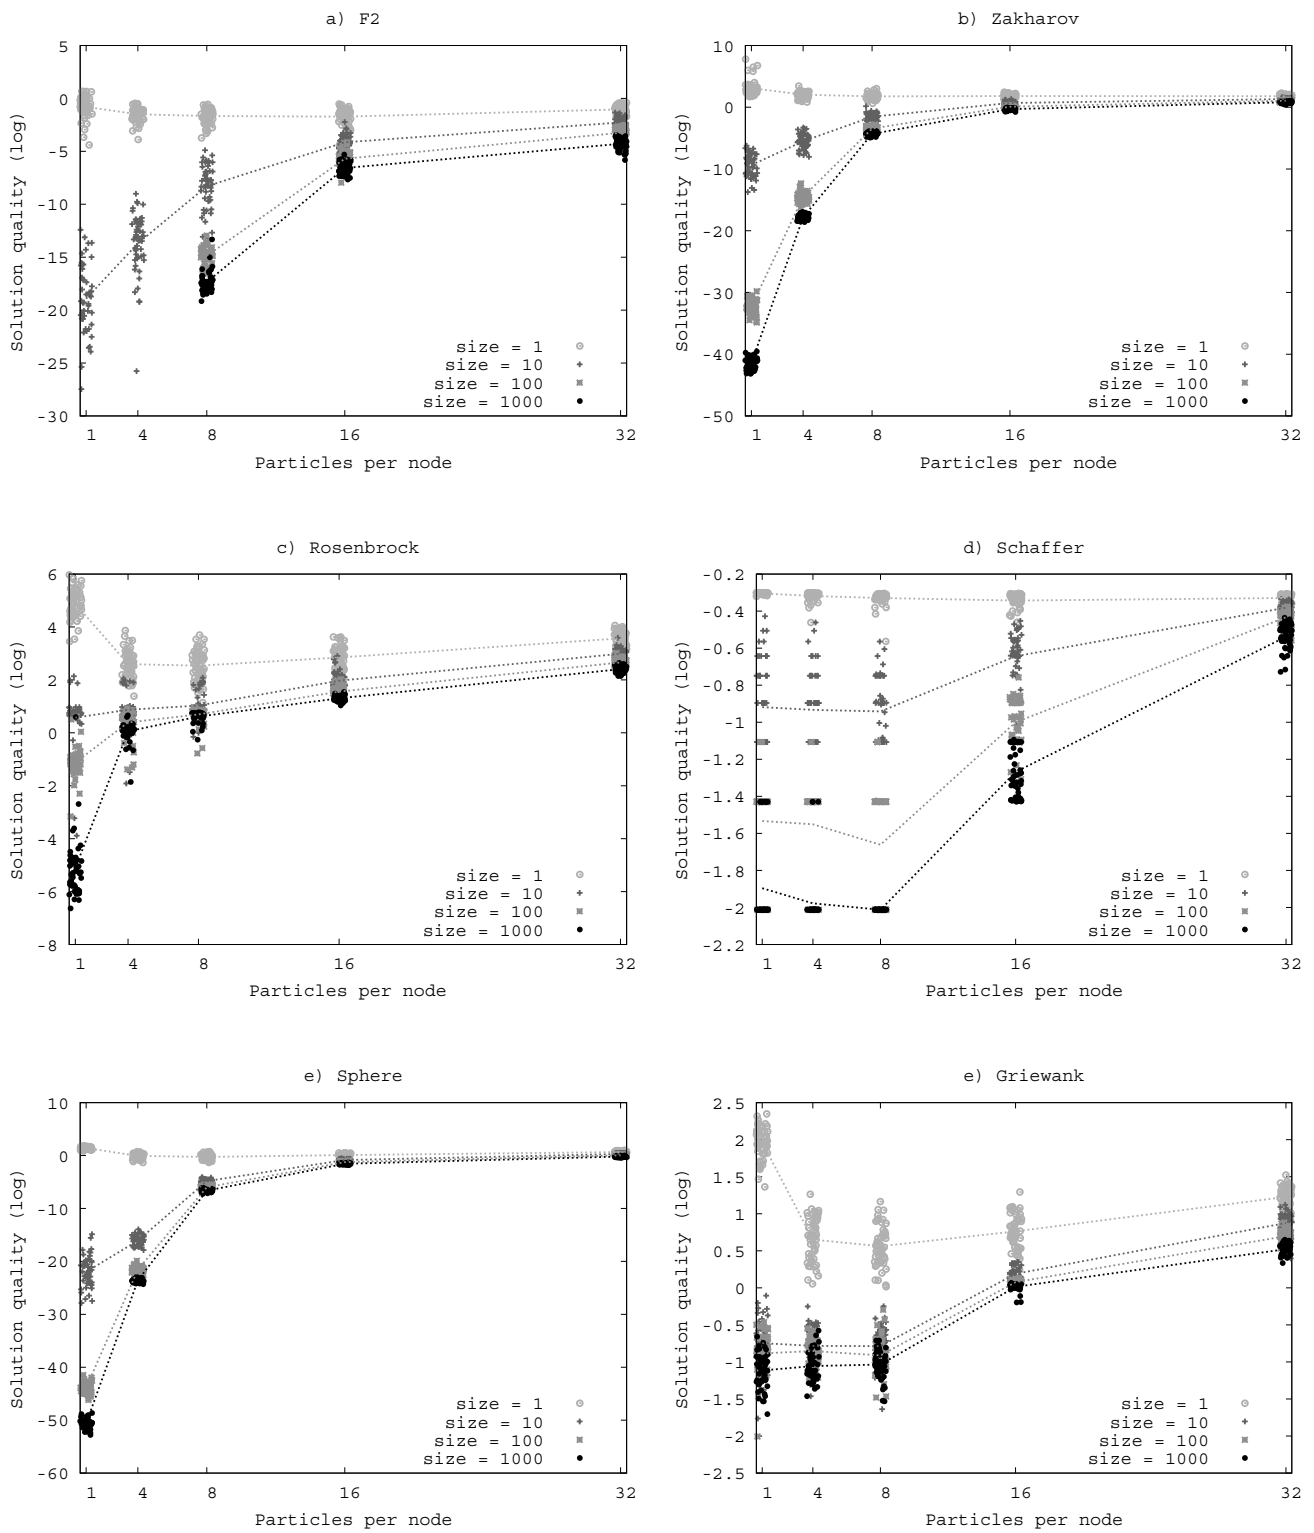 a) F2
5
0
-5
-10
-15
-20
-25
-30
Solution quality (log)
size = 1
size = 10
size = 100
size = 1000
1 4 8 16 32
Particles per node
b) Zakharov
10
0
-10
-20
-30
-40
-50
Solution quality (log)
size = 1
size = 10
size = 100
size = 1000
1 4 8 16 32
Particles per node
c) Rosenbrock
6
4
2
0
-2
-4
-6
-8
Solution quality (log)
size = 1
size = 10
size = 100
size = 1000
1 4 8 16 32
Particles per node
d) Schaffer
-0.2
-0.4
-0.6
-0.8
-1
-1.2
-1.4
-1.6
-1.8
-2
-2.2
Solution quality (log)
size = 1
size = 10
size = 100
size = 1000
1 4 8 16 32
Particles per node
e) Sphere
10
0
-10
-20
-30
-40
-50
-60
Solution quality (log)
size = 1
size = 10
size = 100
size = 1000
1 4 8 16 32
Particles per node
e) Griewank
2.5
2
1.5
1
0.5
0
-0.5
-1
-1.5
-2
-2.5
Solution quality (log)
size = 1
size = 10
size = 100
size = 1000
1 4 8 16 32
Particles per node